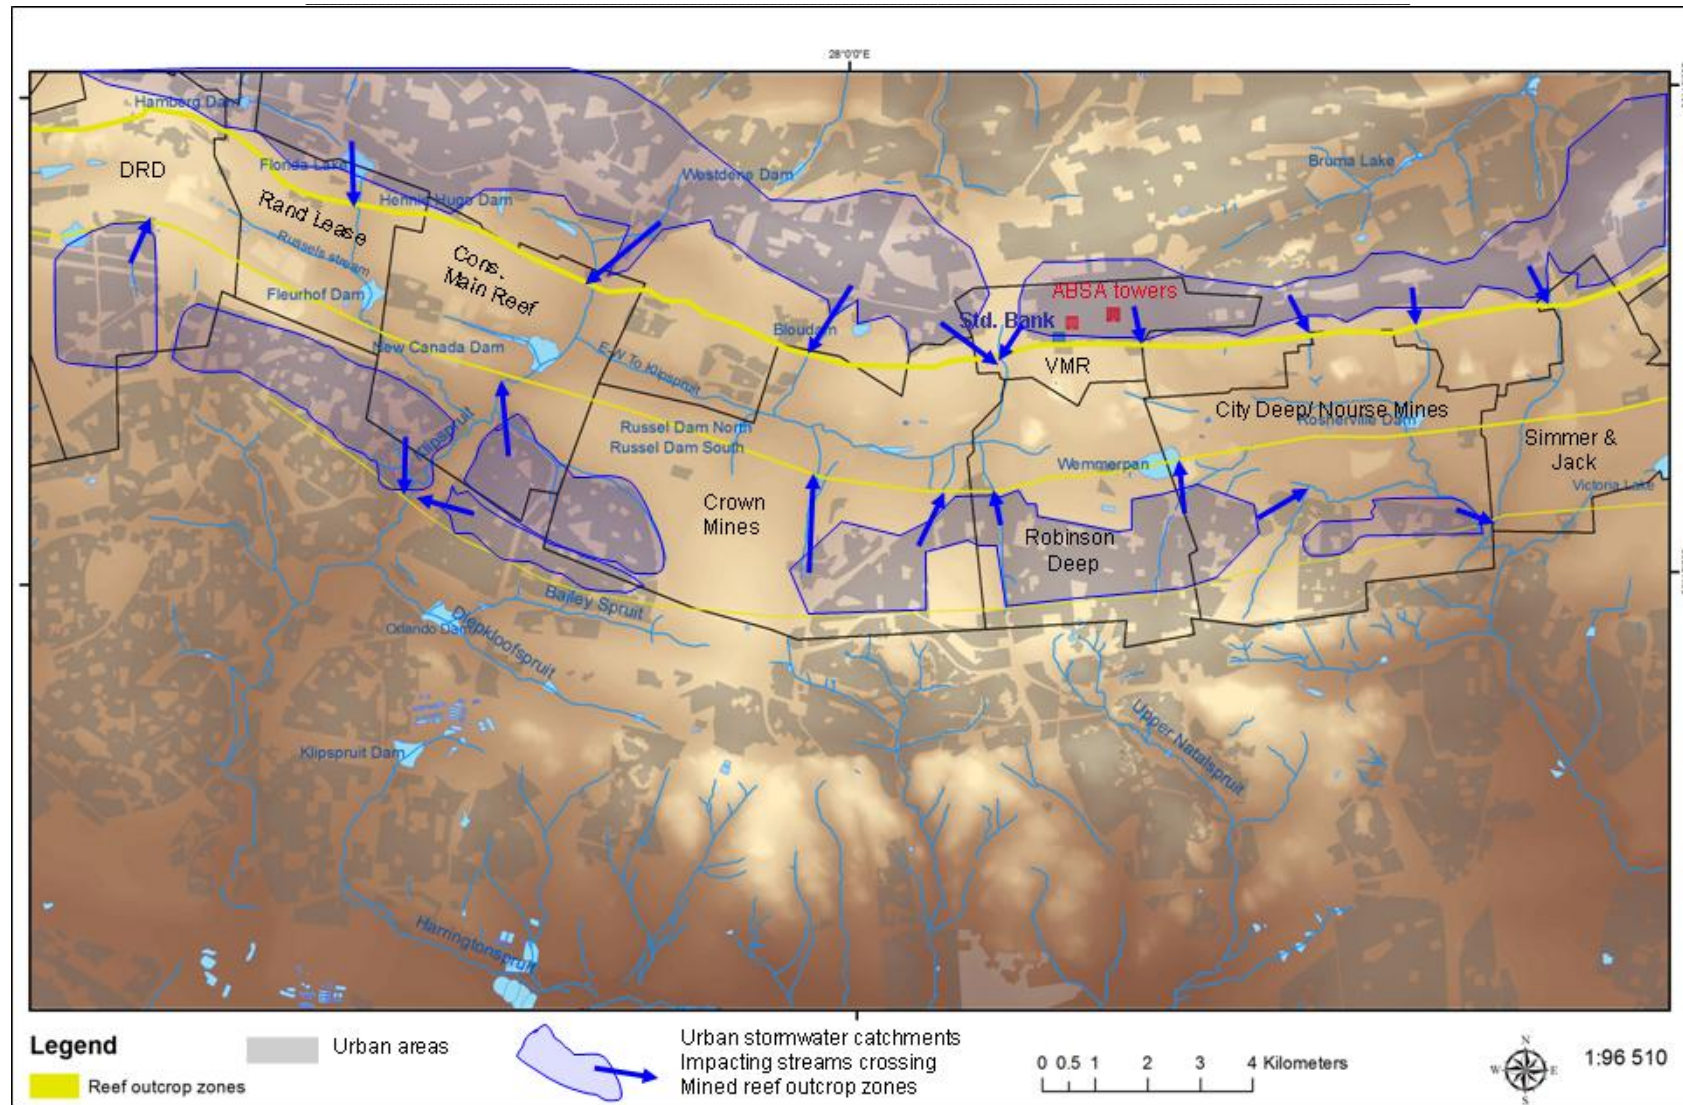 28°0'0"E
Hamberg Dam
DRD
Florida Lake
Westdene Dam
Bruma Lake
Hennie Hugo Dam
Rand Lease
Russels stream
Cons.
Main Reef
Fleurhof Dam
ABSA towers
Std. Bank
Bloudam
New Canada Dam
E-W To Klipspruit
VMR
City Deep/ Nourse Mines
Rosherville Dam
Russel Dam North
Russel Dam South
Klipspruit
Simmer &
Jack
Wemmerpan
Victoria Lake
Crown
Mines
Robinson
Deep
Bailey Spruit
Orlando Dam
Diepkloofspruit
Upper Natalspruit
Klipspruit Dam
Harringtonspruit
Legend
Urban areas
Reef outcrop zones
Urban stormwater catchments
Impacting streams crossing
Mined reef outcrop zones
0 0.5 1 2 3 4 Kilometers
N
W E
S
1:96 510